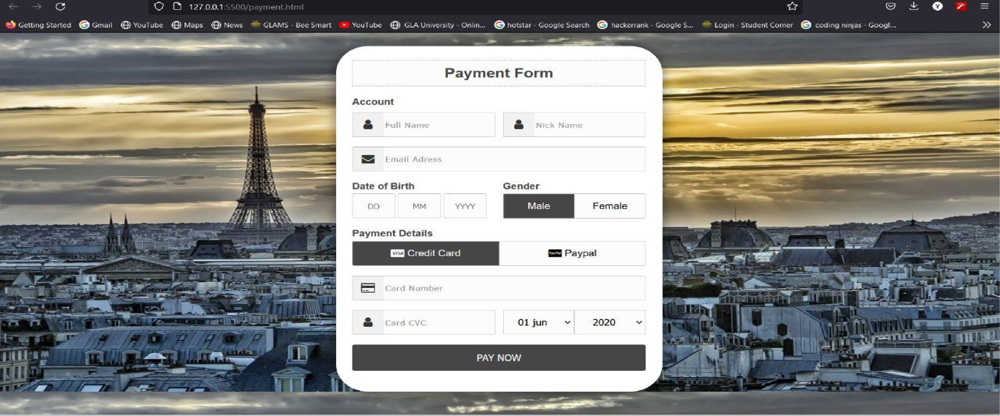 127.0.0.1:5500/payment.html
Y
Getting Started Gmail YouTube Maps News GLAMS - Bee Smart YouTube GLA University - Onlin... hotstar - Google Search hackerrank - Google S... Login - Student Corner coding ninjas - Googl...
Payment Form
Account
Full Name Nick Name
Email Adress
Date of Birth Gender
DD MM YYYY Male Female
Payment Details
VISA Credit Card PayPal Paypal
Card Number
Card CVC 01 jun 2020
PAY NOW